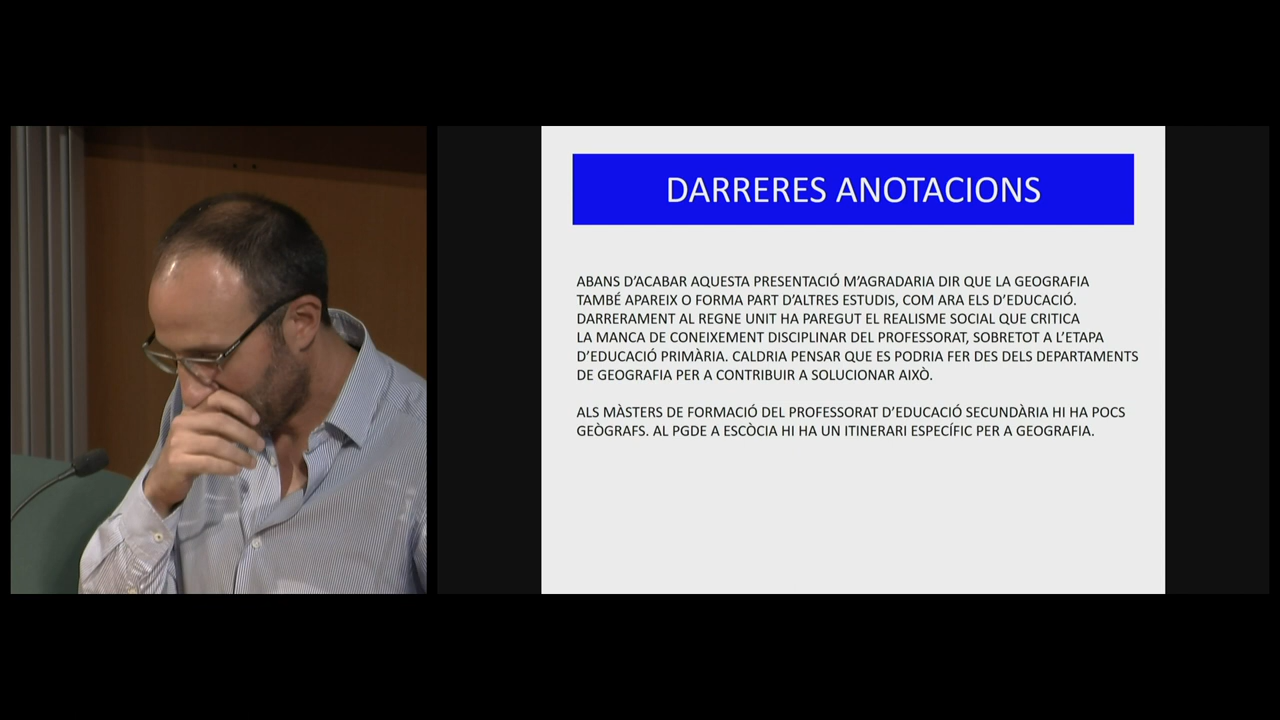 DARRERES ANOTACIONS
ABANS D'ACABAR AQUESTA PRESENTACIÓ M'AGRADARIA DIR QUE LA GEOGRAFIA
TAMBÉ APAREIX O FORMA PART D'ALTRES ESTUDIS, COM ARA ELS D'EDUCACIÓ.
DARRERAMENT AL REGNE UNIT HA PAREGUT EL REALISME SOCIAL QUE CRITICA
LA MANCA DE CONEIXEMENT DISCIPLINAR DEL PROFESSORAT, SOBRETOT A L'ETAPA
D'EDUCACIÓ PRIMÀRIA. CALDRIA PENSAR QUE ES PODRIA FER DES DELS DEPARTAMENTS
DE GEOGRAFIA PER A CONTRIBUIR A SOLUCIONAR AIXÒ.
ALS MÀSTERS DE FORMACIÓ DEL PROFESSORAT D'EDUCACIÓ SECUNDÀRIA HI HA POCS
GEÒGRAFS. AL PGDE A ESCÒCIA HI HA UN ITINERARI ESPECÍFIC PER A GEOGRAFIA.